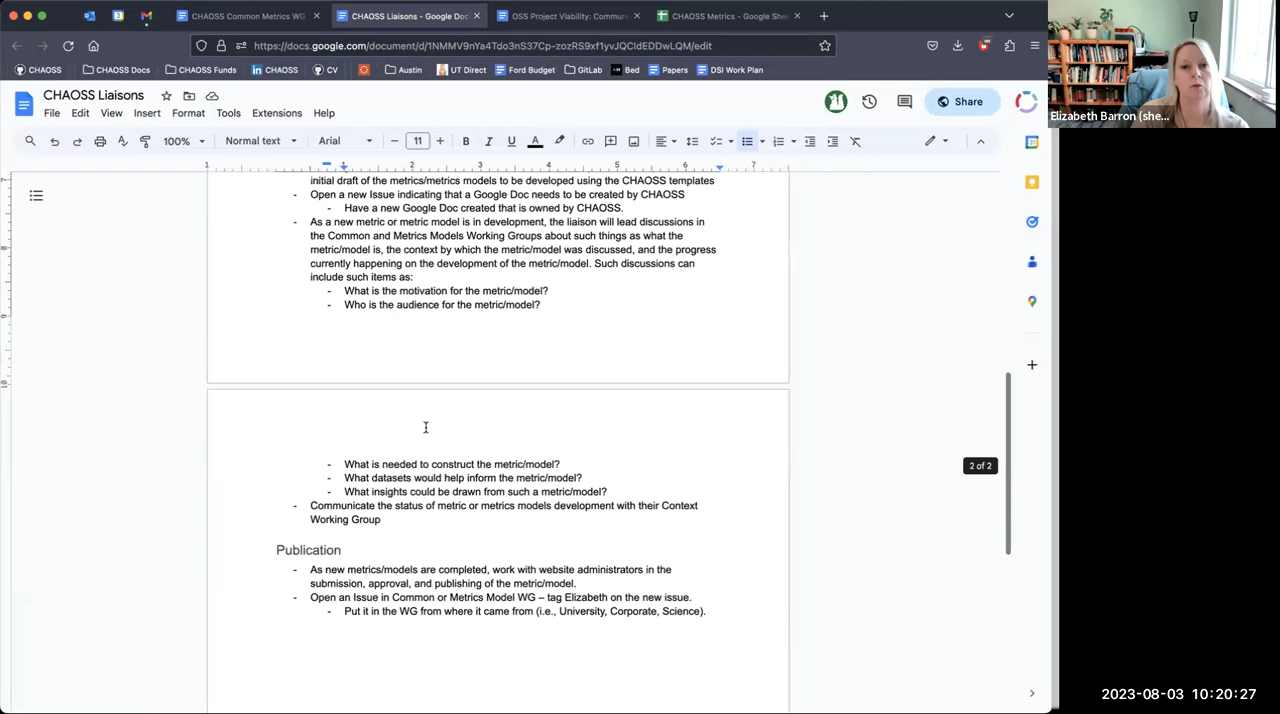 CHAOSS Common Metrics WG
CHAOSS Liaisons - Google Doc
OSS Project Viability: Commun
CHAOSS Metrics - Google She
https://docs.google.com/document/d/1NMMV9nYa4Tdo3nS37Cp-zozRS9xf1yvJQCldEDDwLQM/edit
CHAOSS
CHAOSS Docs
CHAOSS Funds
CHAOSS
CV
Austin
UT Direct
Ford Budget
GitLab
Bed
Papers
DSI Work Plan
Elizabeth Barron (she...
CHAOSS Liaisons
File Edit View Insert Format Tools Extensions Help
Share
100% Normal text Arial 11
1 1 2 3 4 5 6 7
initial draft of the metrics/metrics models to be developed using the CHAOSS templates
- Open a new Issue indicating that a Google Doc needs to be created by CHAOSS
- Have a new Google Doc created that is owned by CHAOSS.
- As a new metric or metric model is in development, the liaison will lead discussions in
the Common and Metrics Models Working Groups about such things as what the
metric/model is, the context by which the metric/model was discussed, and the progress
currently happening on the development of the metric/model. Such discussions can
include such items as:
- What is the motivation for the metric/model?
- Who is the audience for the metric/model?
- What is needed to construct the metric/model?
2 of 2
- What datasets would help inform the metric/model?
- What insights could be drawn from such a metric/model?
- Communicate the status of metric or metrics models development with their Context
Working Group
Publication
- As new metrics/models are completed, work with website administrators in the
submission, approval, and publishing of the metric/model.
- Open an Issue in Common or Metrics Model WG – tag Elizabeth on the new issue.
- Put it in the WG from where it came from (i.e., University, Corporate, Science).
2023-08-03 10:20:27